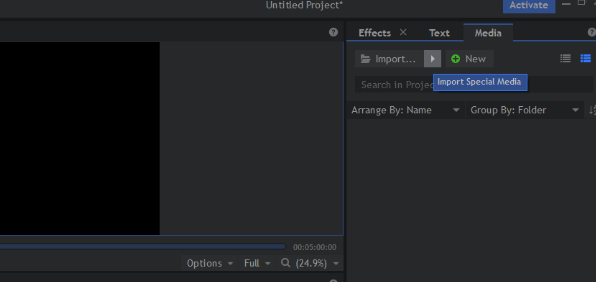 Untitled Project*
Activate
Effects
Text
Media
Import...
New
Import Special Media
Search in Projec
Arrange By: Name
Group By: Folder
00:05:00:00
Options
Full
(24.9%)